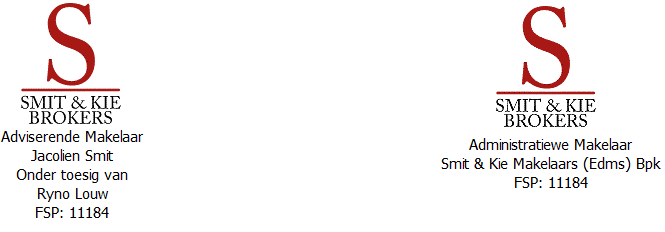 S
SMIT & KIE
BROKERS
Adviserende Makelaar
Jacolien Smit
Onder toesig van
Ryno Louw
FSP: 11184
S
SMIT & KIE
BROKERS
Administratiewe Makelaar
Smit & Kie Makelaars (Edms) Bpk
FSP: 11184